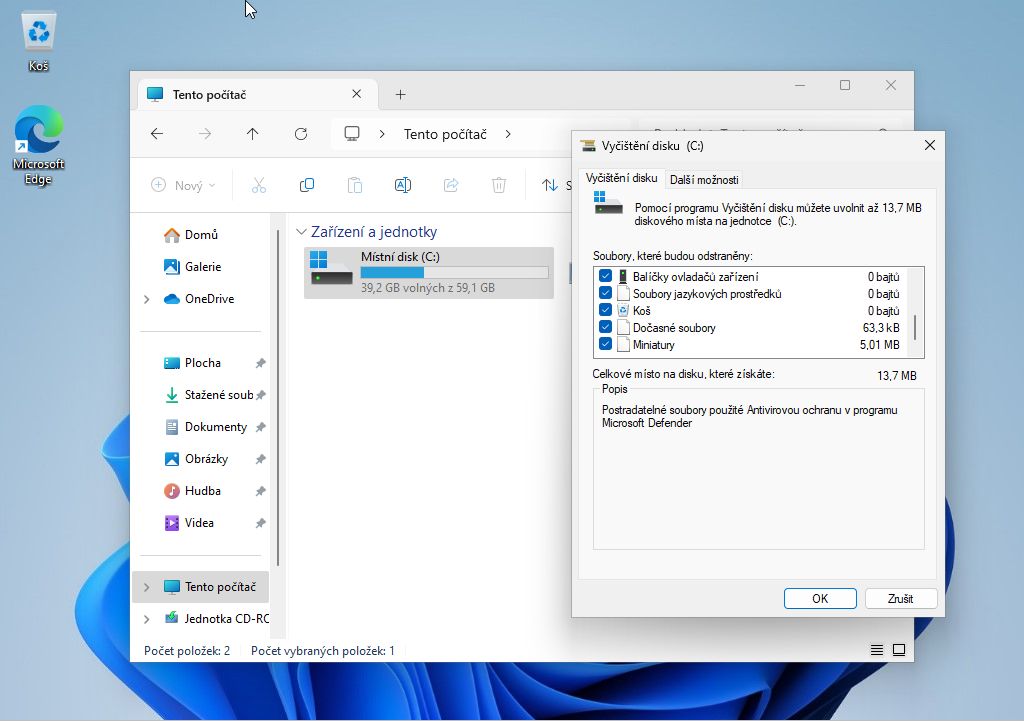 Koš
Microsoft
Edge
Tento počítač
Tento počítač
Nový
S
Domů
Galerie
OneDrive
Plocha
Stažené soub
Dokumenty
Obrázky
Hudba
Videa
Tento počítač
Jednotka CD-RO
Zařízení a jednotky
Místní disk (C:)
39,2 GB volných z 59,1 GB
Počet položek: 2
Počet vybraných položek: 1
Vyčištění disku (C:)
Vyčištění disku
Další možnosti
Pomocí programu Vyčištění disku můžete uvolnit až 13,7 MB
diskového místa na jednotce (C:).
Soubory, které budou odstraněny:
Balíčky ovladačů zařízení 0 bajtů
Soubory jazykových prostředků 0 bajtů
Koš 0 bajtů
Dočasné soubory 63,3 kB
Miniatury 5,01 MB
Celkové místo na disku, které získáte: 13,7 MB
Popis
Postradatelné soubory použité Antivirovou ochranu v programu
Microsoft Defender
OK
Zrušit